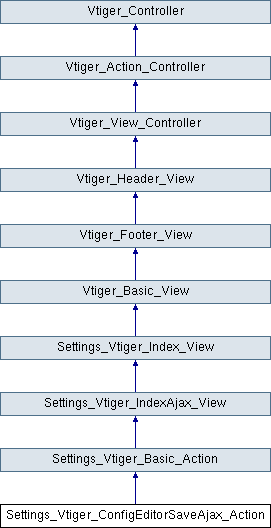 Vtiger_Controller
Vtiger_Action_Controller
Vtiger_View_Controller
Vtiger_Header_View
Vtiger_Footer_View
Vtiger_Basic_View
Settings_Vtiger_Index_View
Settings_Vtiger_IndexAjax_View
Settings_Vtiger_Basic_Action
Settings_Vtiger_ConfigEditorSaveAjax_Action